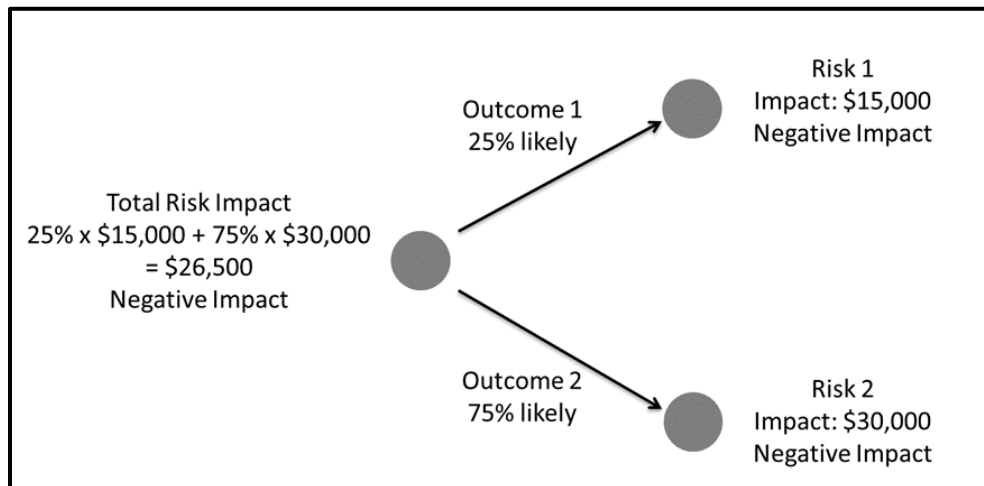 Total Risk Impact
25% x $15,000 + 75% x $30,000
= $26,500
Negative Impact
Outcome 1
25% likely
Risk 1
Impact: $15,000
Negative Impact
Outcome 2
75% likely
Risk 2
Impact: $30,000
Negative Impact